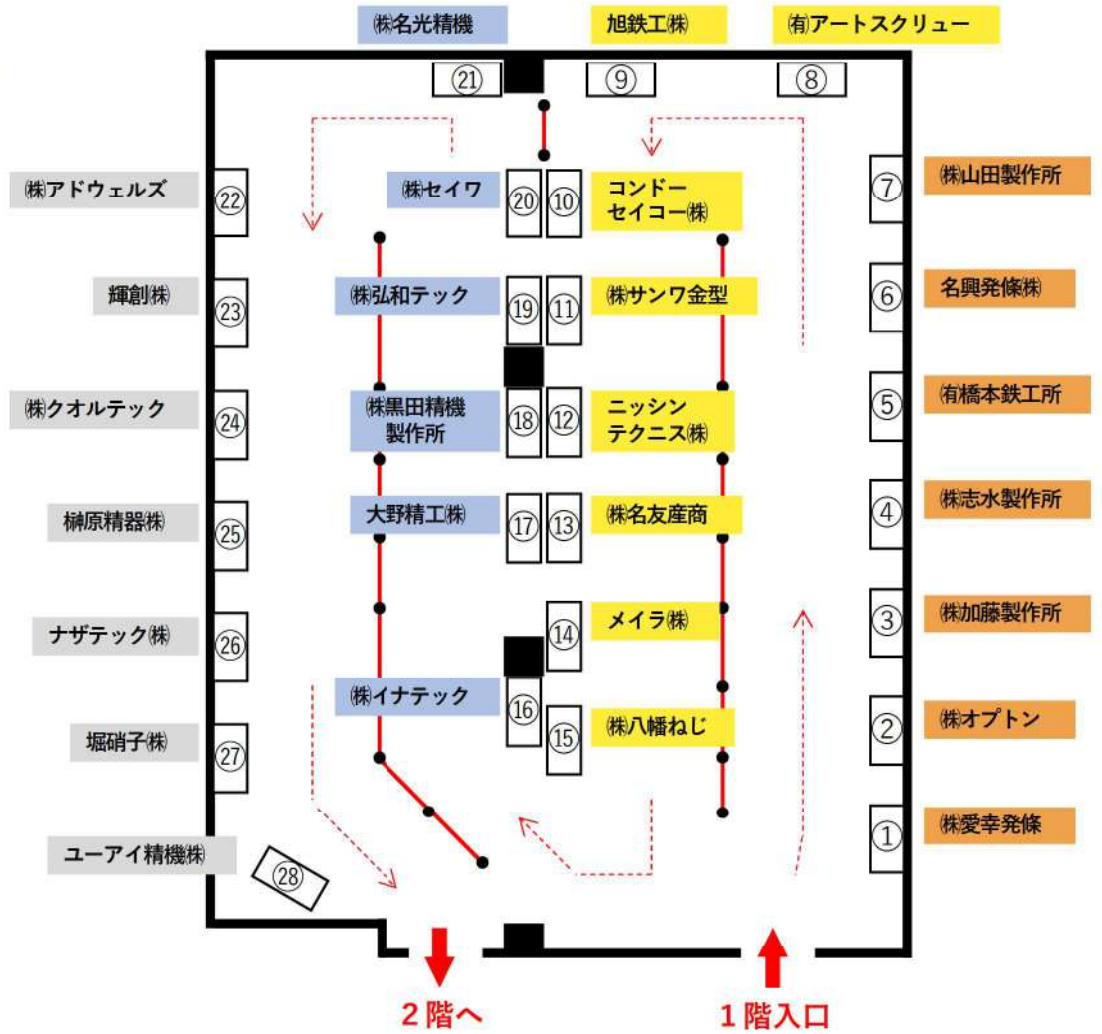 ㈱名光精機
旭鉄工㈱
㈲アートスクリュー
㉑
⑨
⑧
㈱アドウェルズ
㉒
㈱セイワ
⑳
⑩
コンドー
セイコー㈱
⑦
㈱山田製作所
輝創㈱
㉓
㈱弘和テック
⑲
⑪
㈱サンワ金型
⑥
名興発條㈱
㈱クオルテック
㉔
㈱黒田精機
製作所
⑱
⑫
ニッシン
テクニス㈱
⑤
㈲橋本鉄工所
榊原精器㈱
㉕
大野精工㈱
⑰
⑬
㈱名友産商
④
㈱志水製作所
ナザテック㈱
㉖
⑭
メイラ㈱
③
㈱加藤製作所
堀硝子㈱
㉗
㈱イナテック
⑯
⑮
㈱八幡ねじ
②
㈱オプトン
ユーアイ精機㈱
㉘
①
㈱愛幸発條
２階へ
１階入口